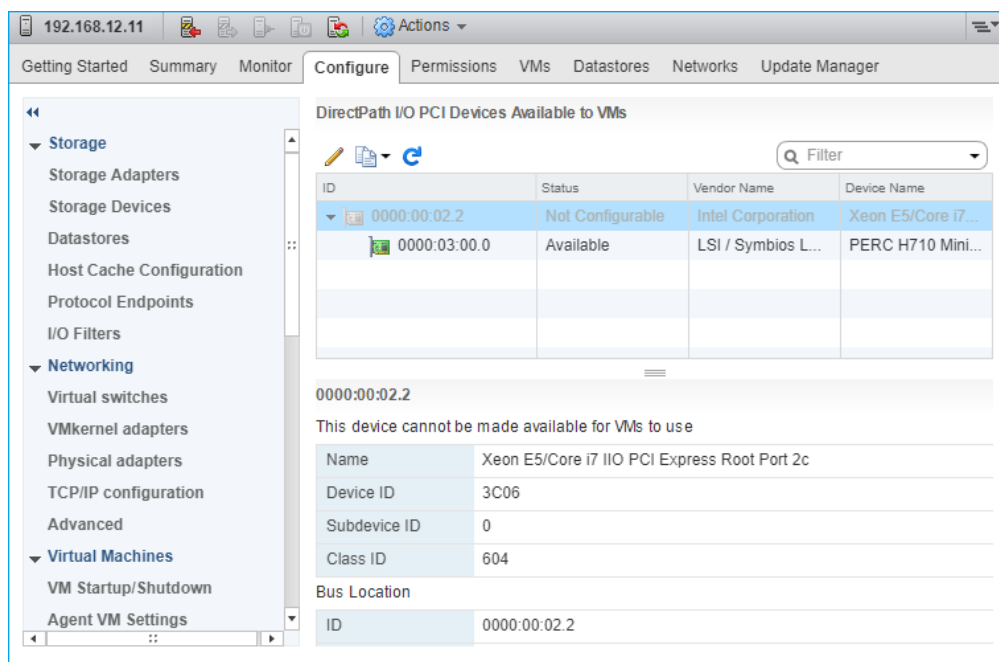 192.168.12.11 Actions
Getting Started Summary Monitor Configure Permissions VMs Datastores Networks Update Manager
Storage
Storage Adapters
Storage Devices
Datastores
Host Cache Configuration
Protocol Endpoints
I/O Filters
Networking
Virtual switches
VMkernel adapters
Physical adapters
TCP/IP configuration
Advanced
Virtual Machines
VM Startup/Shutdown
Agent VM Settings
DirectPath I/O PCI Devices Available to VMs
Filter
ID Status Vendor Name Device Name
0000:00:02.2 Not Configurable Intel Corporation Xeon E5/Core i7...
0000:03:00.0 Available LSI / Symbios L... PERC H710 Mini...
0000:00:02.2
This device cannot be made available for VMs to use
Name Xeon E5/Core i7 IIO PCI Express Root Port 2c
Device ID 3C06
Subdevice ID 0
Class ID 604
Bus Location
ID 0000:00:02.2